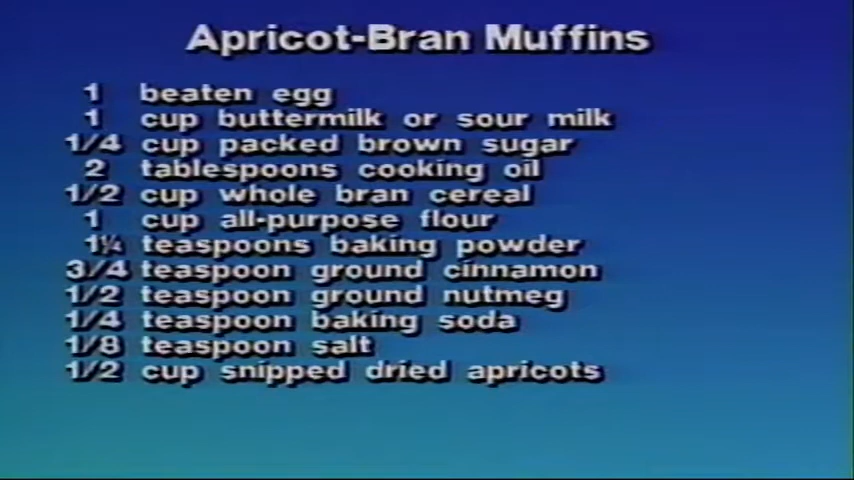 Apricot-Bran Muffins
1 beaten egg
1 cup buttermilk or sour milk
1/4 cup packed brown sugar
2 tablespoons cooking oil
1/2 cup whole bran cereal
1 cup all-purpose flour
1¼ teaspoons baking powder
3/4 teaspoon ground cinnamon
1/2 teaspoon ground nutmeg
1/4 teaspoon baking soda
1/8 teaspoon salt
1/2 cup snipped dried apricots